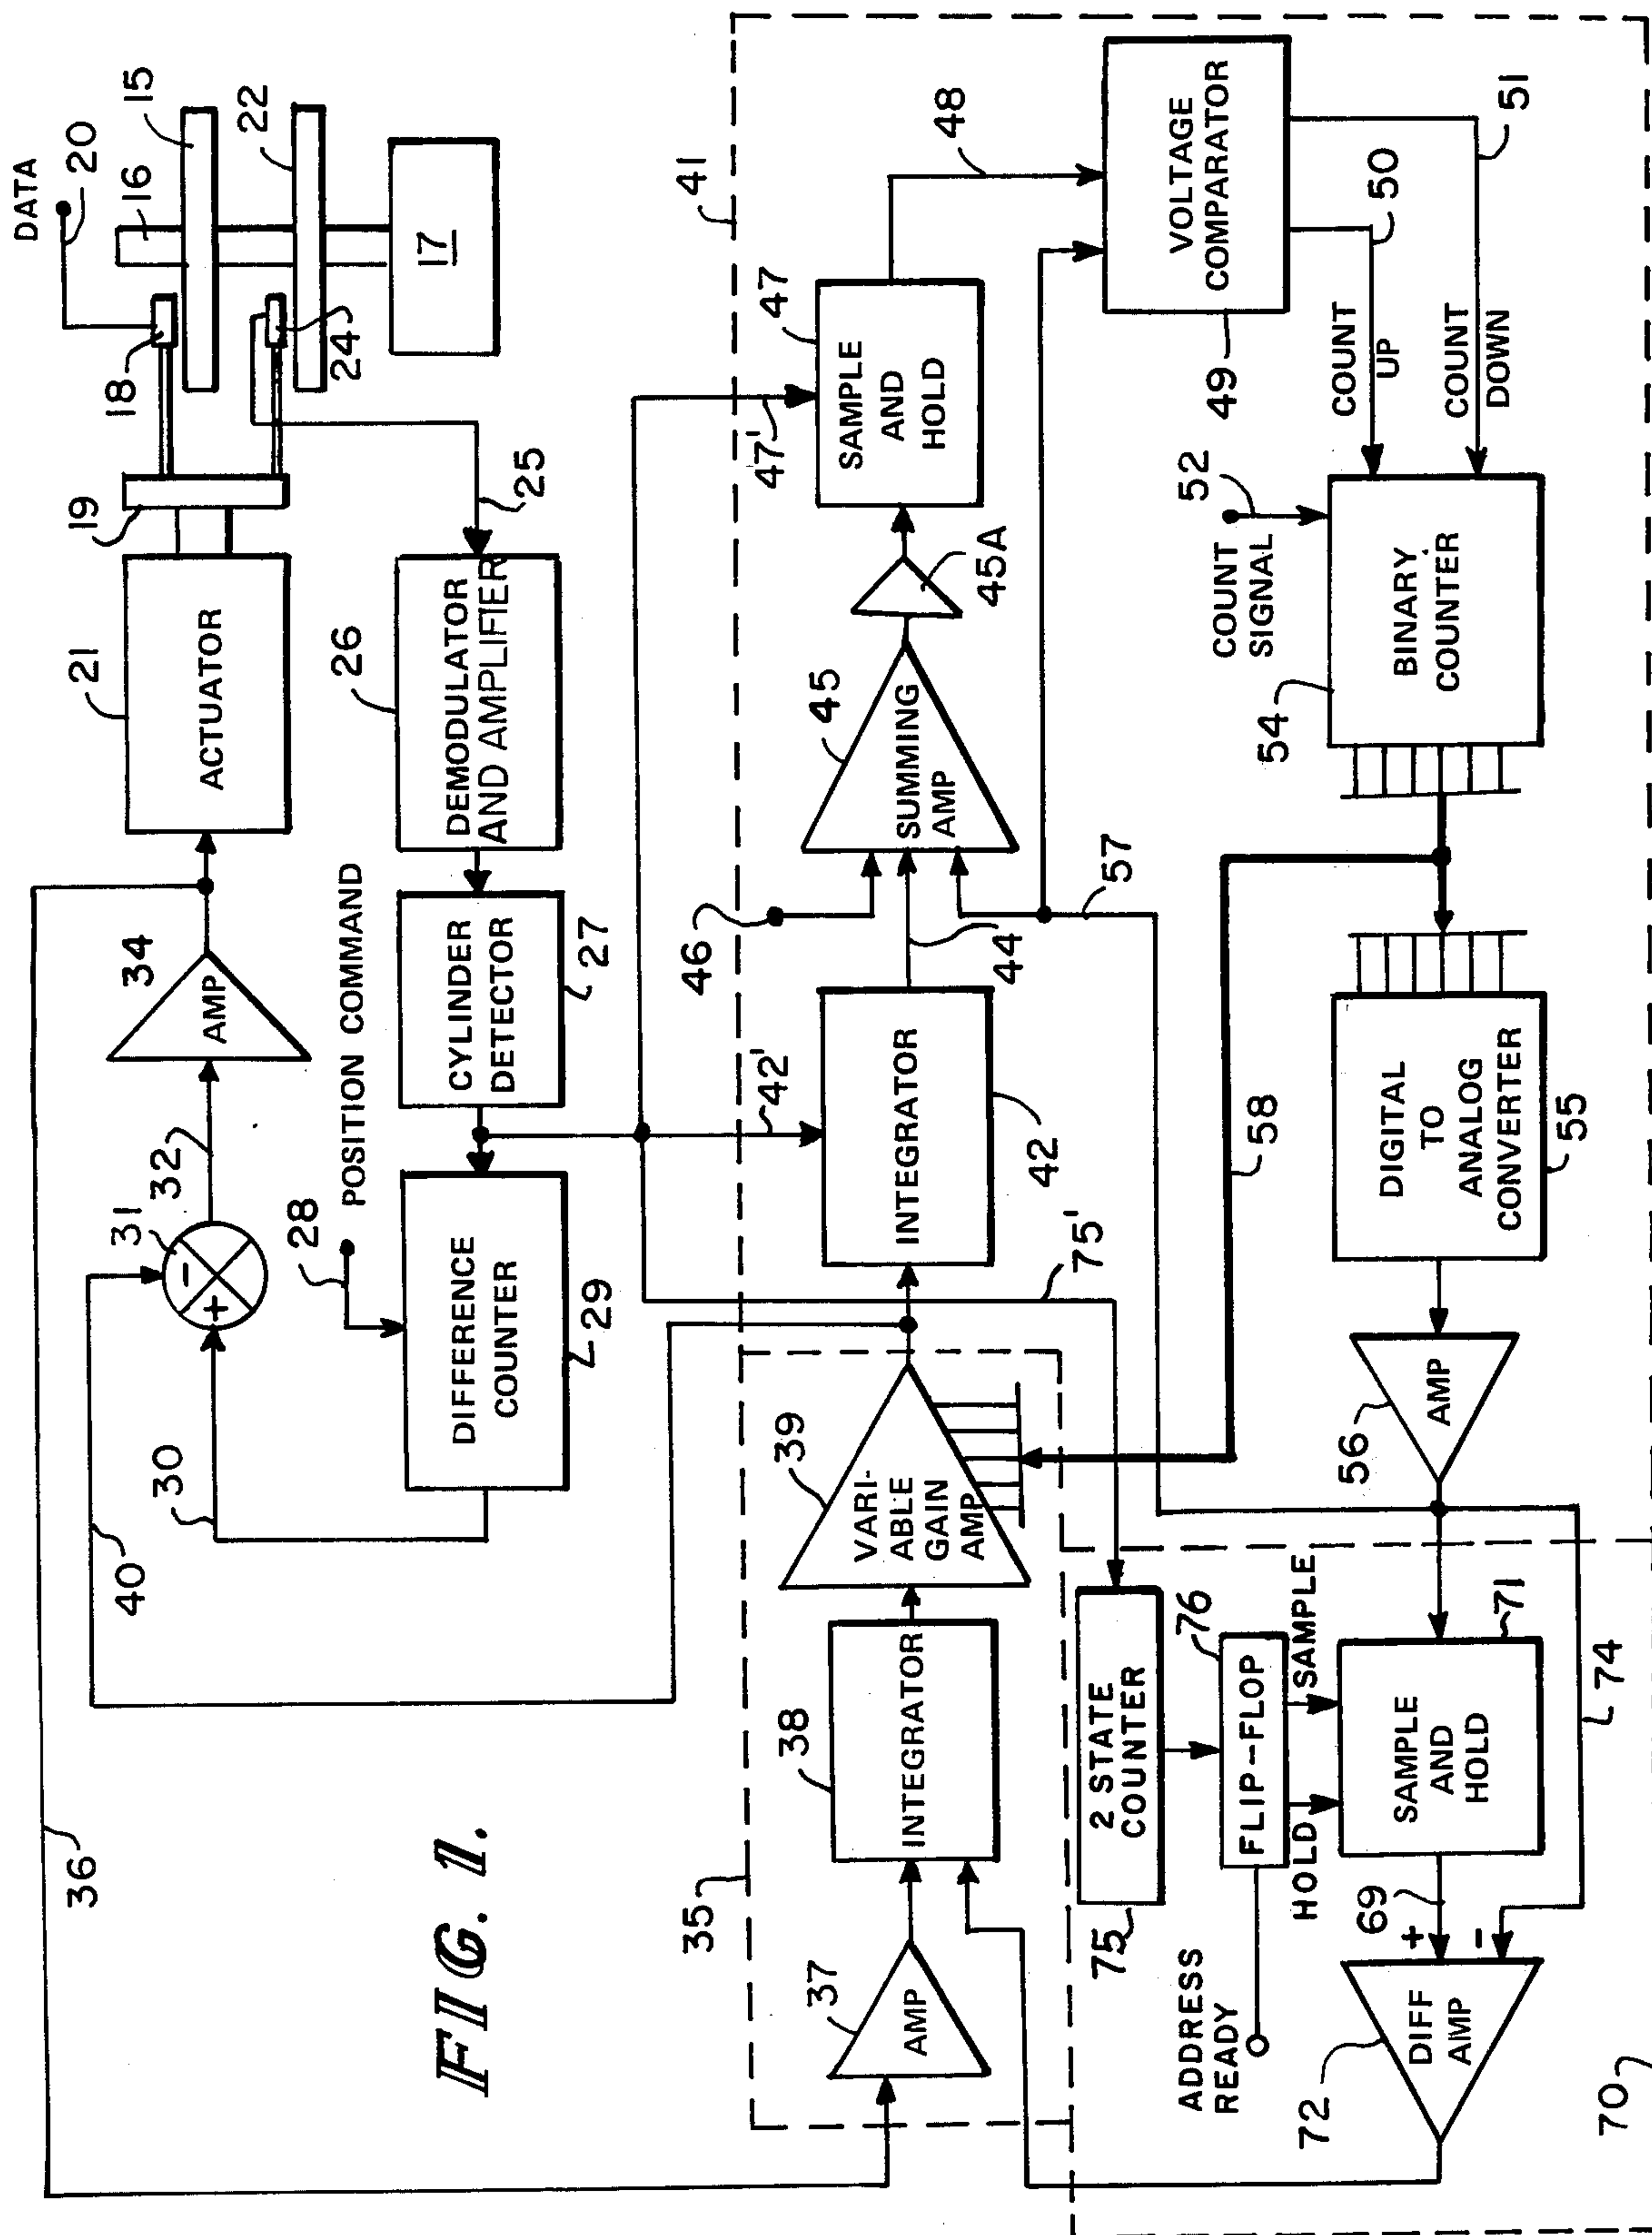 DATA
20
16
15
22
18
24
17
19
21
ACTUATOR
34
AMP
32
31
-
+
30
40
36
25
26
DEMODULATOR
AND AMPLIFIER
CYLINDER
DETECTOR
27
POSITION COMMAND
28
DIFFERENCE
COUNTER
29
FIG. 1.
41
35
37
AMP
38
INTEGRATOR
39
VARI-
ABLE
GAIN
AMP
42'
INTEGRATOR
42
44
46
45
SUMMING
AMP
45A
47'
47
SAMPLE
AND
HOLD
48
VOLTAGE
COMPARATOR
49
50
51
COUNT
UP
COUNT
DOWN
52
COUNT
SIGNAL
54
BINARY
COUNTER
57
58
DIGITAL
TO
ANALOG
CONVERTER
55
56
AMP
75'
2 STATE
COUNTER
75
76
FLIP-FLOP
ADDRESS
READY
HOLD
SAMPLE
SAMPLE
AND
HOLD
71
69
+
-
74
72
DIFF
AMP
70